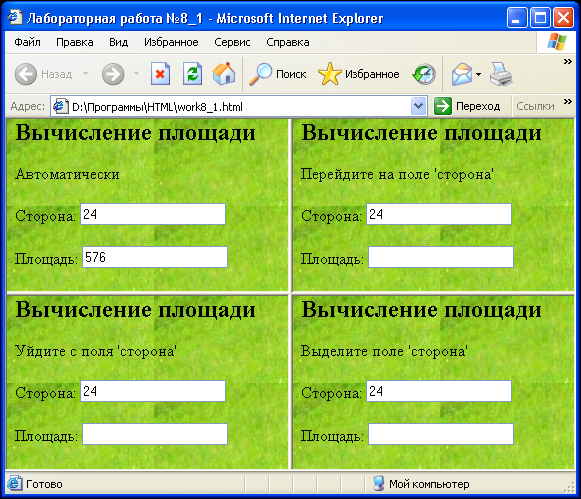 Лабораторная работа №8_1 - Microsoft Internet Explorer
Файл Правка Вид Избранное Сервис Справка
Назад Поиск Избранное
Адрес: D:\Программы\HTML\work8_1.html Переход Ссылки
Вычисление площади
Автоматически
Сторона: 24
Площадь: 576
Вычисление площади
Перейдите на поле 'сторона'
Сторона: 24
Площадь:
Вычисление площади
Уйдите с поля 'сторона'
Сторона: 24
Площадь:
Вычисление площади
Выделите поле 'сторона'
Сторона: 24
Площадь:
Готово Мой компьютер